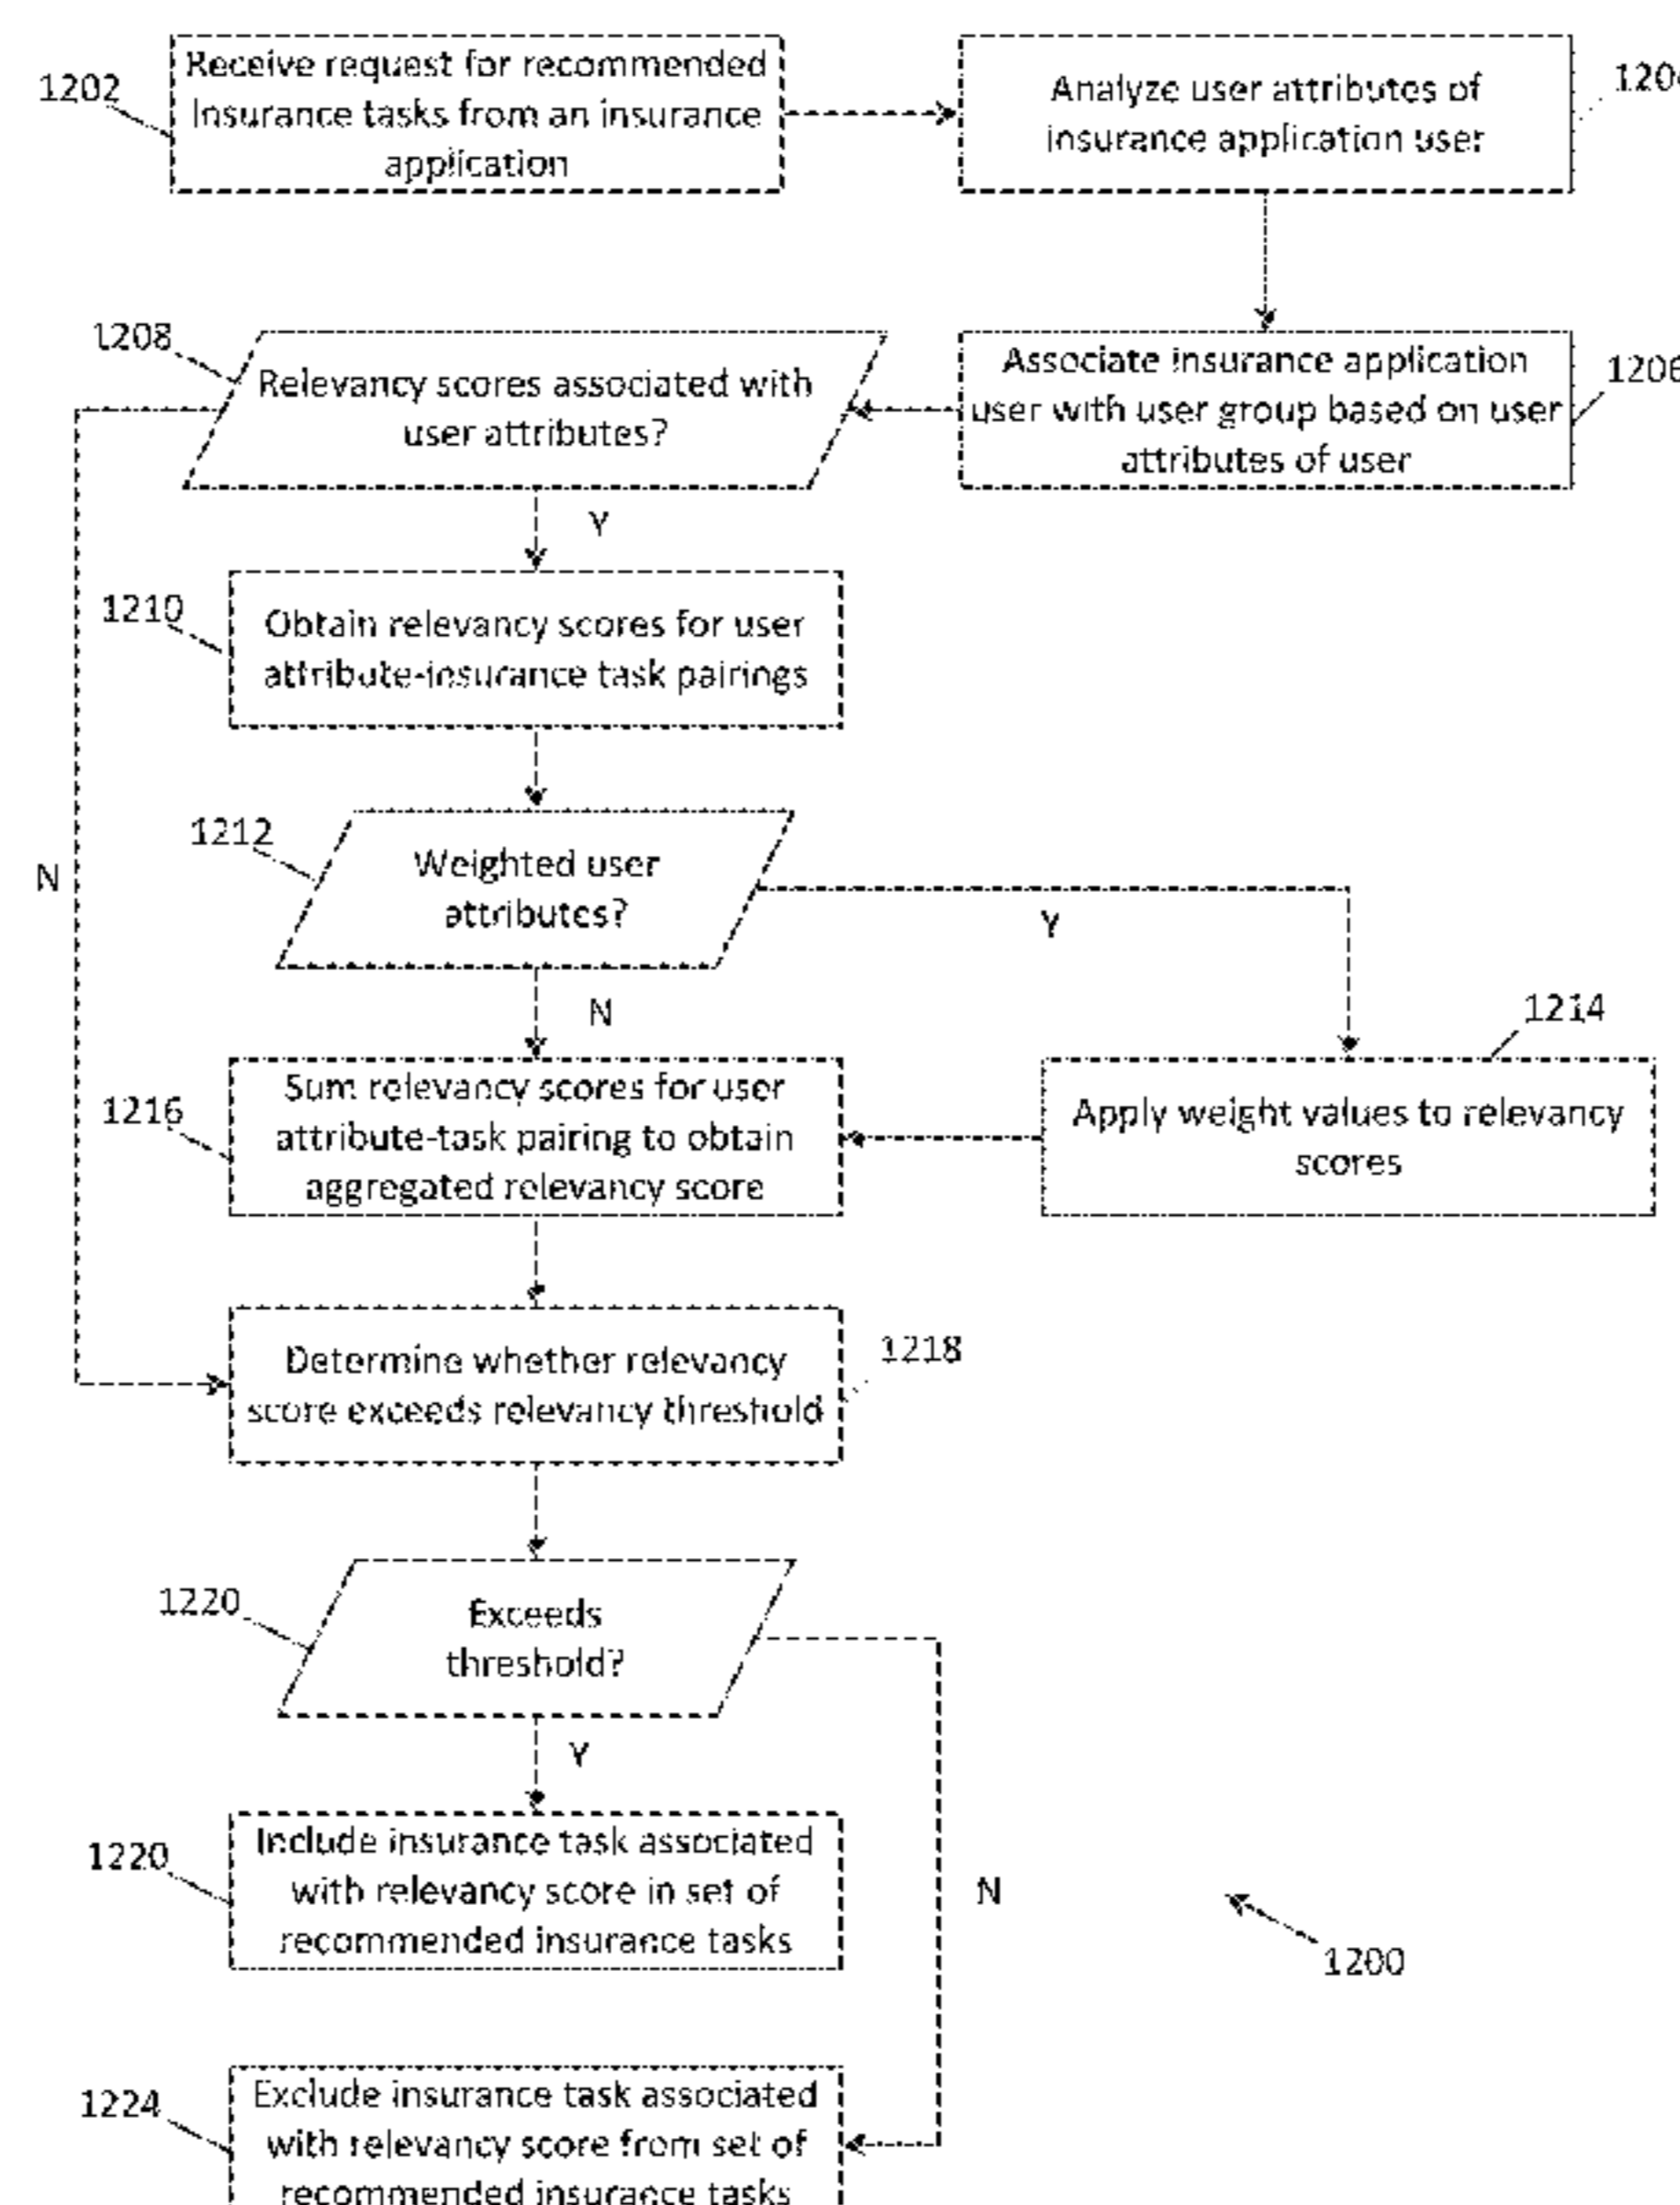 1202
Receive request for recommended
Insurance tasks from an insurance
application
Analyze user attributes of
insurance application user
120
1208
Relevancy scores associated with
user attributes?
Associate insurance application
user with user group based on user
attributes of user
1206
Y
1210
Obtain relevancy scores for user
attribute-insurance task pairings
N
1212
Weighted user
attributes?
Y
N
1214
1216
Sum relevancy scores for user
attribute-task pairing to obtain
aggregated relevancy score
Apply weight values to relevancy
scores
Determine whether relevancy
score exceeds relevancy threshold
1218
1220
Exceeds
threshold?
Y
1220
Include insurance task associated
with relevancy score in set of
recommended insurance tasks
N
1200
1224
Exclude insurance task associated
with relevancy score from set of
recommended insurance tasks